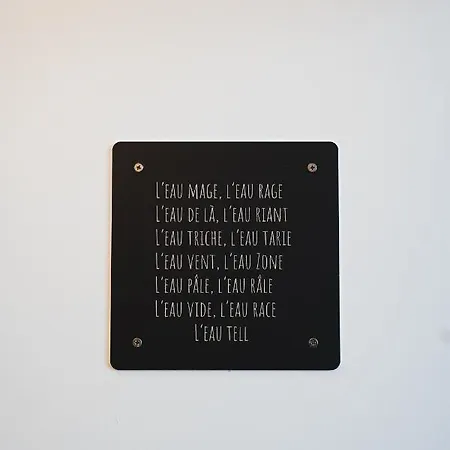 L'eau mage, l'eau rage
L'eau de là, l'eau riant
L'eau triche, l'eau tarie
L'eau vent, l'eau zone
L'eau pâle, l'eau râle
L'eau vide, l'eau race
L'eau tell